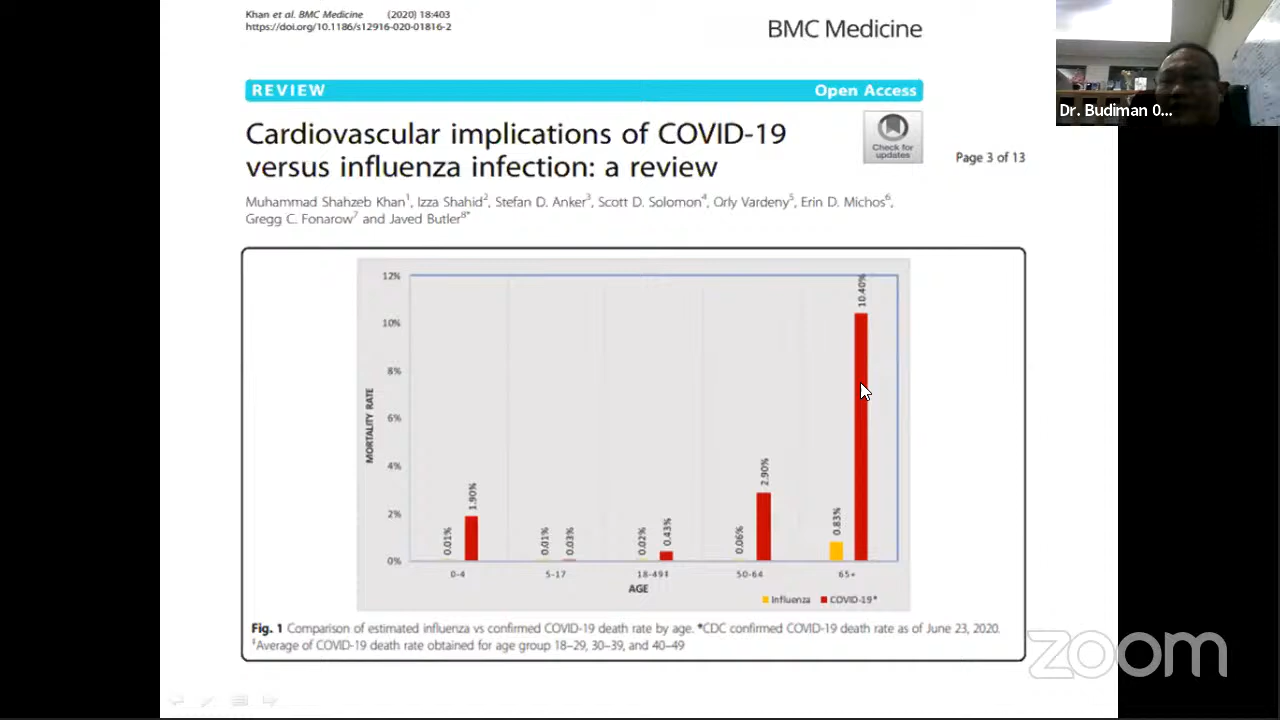 Khan et al. BMC Medicine (2020) 18:403
https://doi.org/10.1186/s12916-020-01816-2
BMC Medicine
REVIEW
Open Access
Cardiovascular implications of COVID-19
versus influenza infection: a review
Check for
updates
Page 3 of 13
Muhammad Shahzeb Khan1, Izza Shahid2, Stefan D. Anker3, Scott D. Solomon4, Orly Vardeny5, Erin D. Michos6,
Gregg C. Fonarow7 and Javed Butler8*
MORTALITY RATE
12%
10%
8%
6%
4%
2%
0%
0.01%
1.90%
0.01%
0.03%
0.02%
0.43%
0.06%
2.90%
0.83%
10.40%
0-4
5-17
18-49‡
50-64
65+
AGE
Influenza
COVID-19*
Fig. 1 Comparison of estimated influenza vs confirmed COVID-19 death rate by age. *CDC confirmed COVID-19 death rate as of June 23, 2020.
‡Average of COVID-19 death rate obtained for age group 18–29, 30–39, and 40–49
Dr. Budiman 0...
zoom